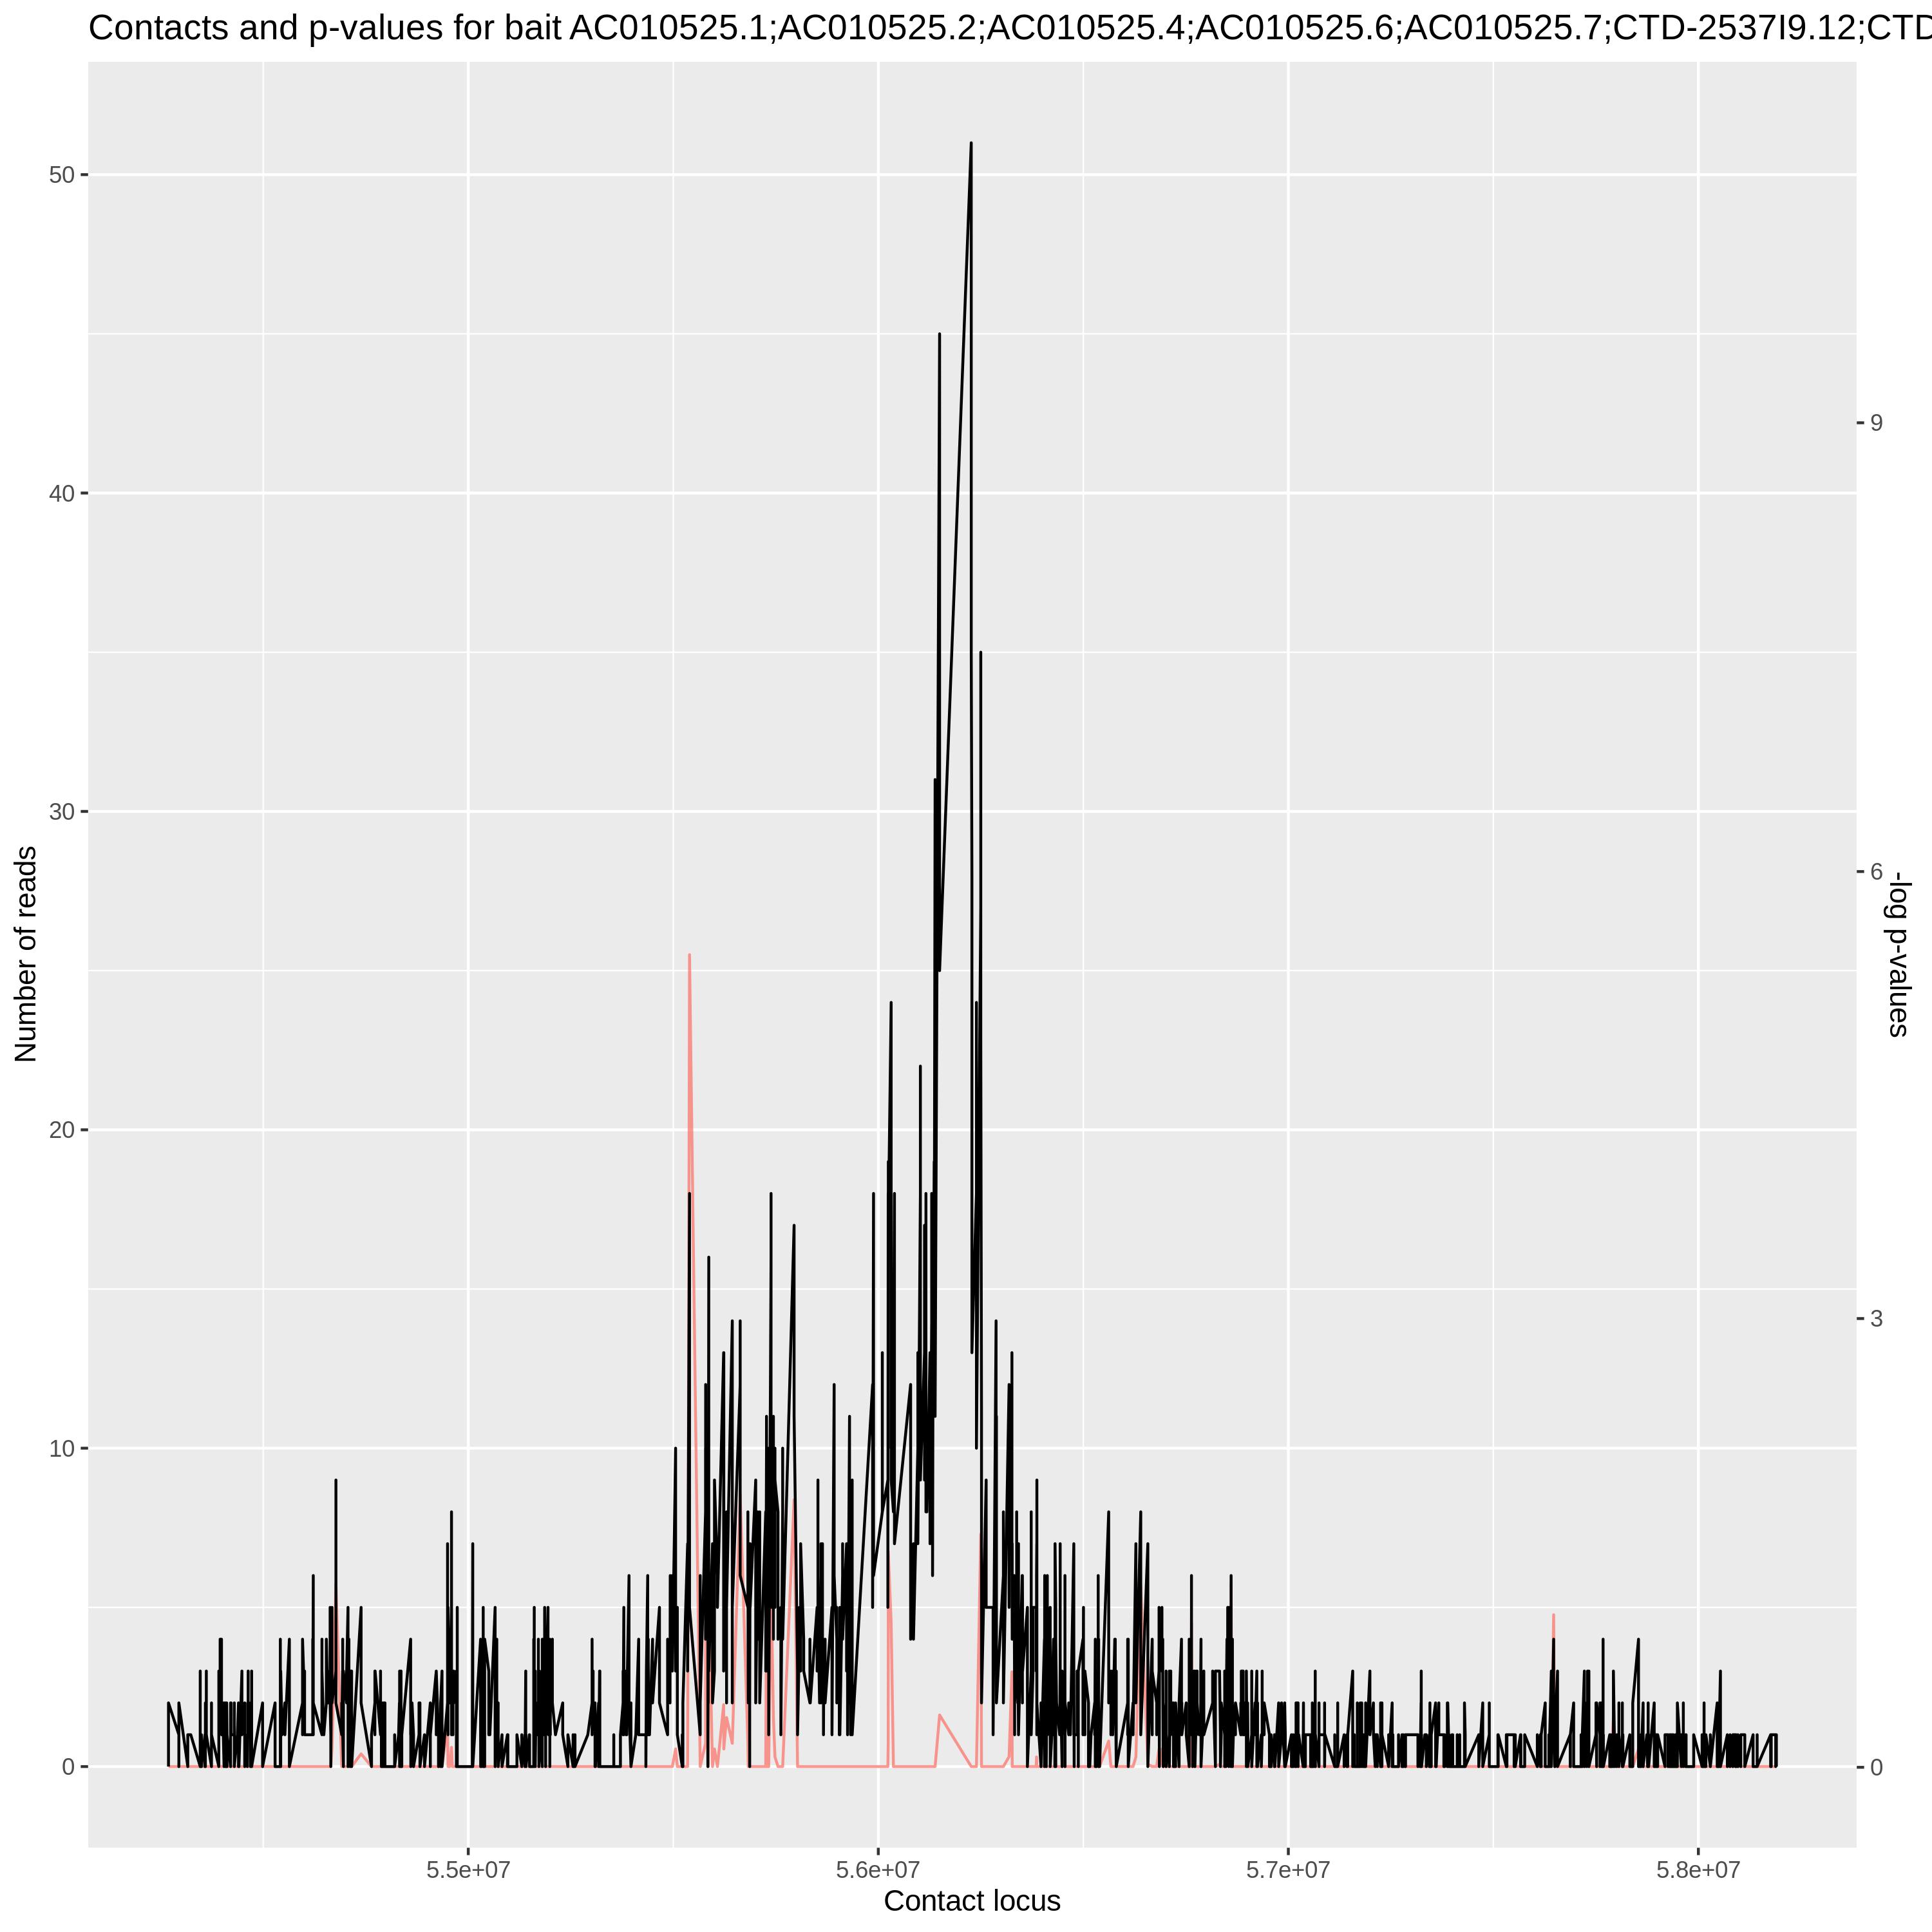 Contacts and p-values for bait AC010525.1;AC010525.2;AC010525.4;AC010525.6;AC010525.7;CTD-2537I9.12;CTD
50
40
30
20
10
0
Number of reads
9
6
3
0
-log p-values
5.5e+07 5.6e+07 5.7e+07 5.8e+07
Contact locus